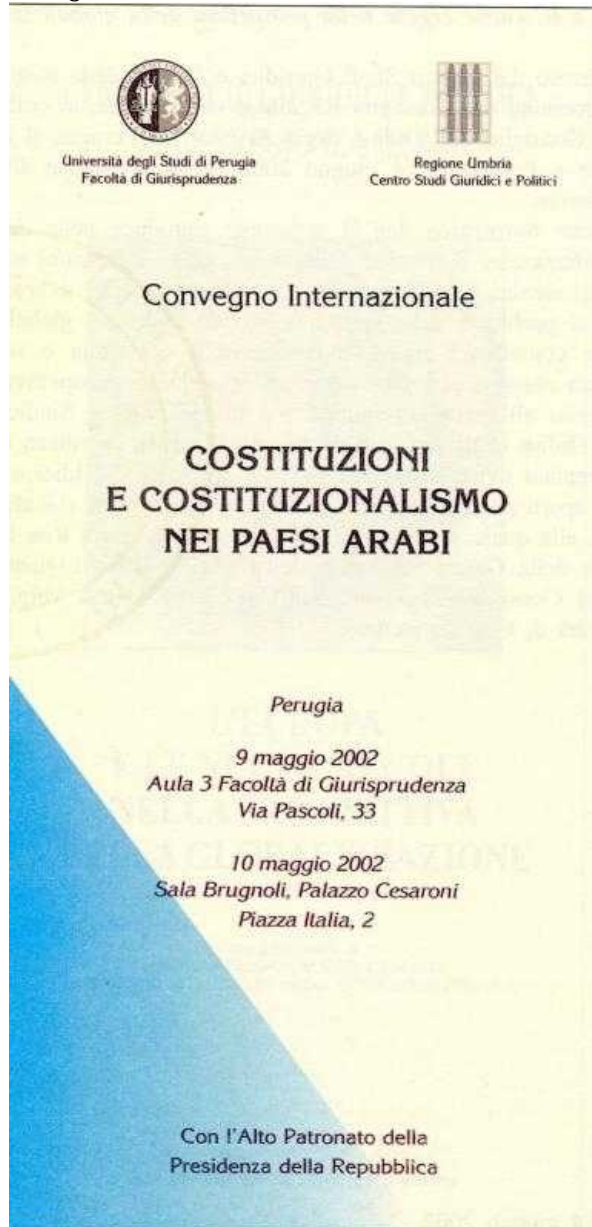 Università degli Studi di Perugia
Facoltà di Giurisprudenza
Regione Umbria
Centro Studi Giuridici e Politici
Convegno Internazionale
COSTITUZIONI
E COSTITUZIONALISMO
NEI PAESI ARABI
Perugia
9 maggio 2002
Aula 3 Facoltà di Giurisprudenza
Via Pascoli, 33
10 maggio 2002
Sala Brugnoli, Palazzo Cesaroni
Piazza Italia, 2
Con l'Alto Patronato della
Presidenza della Repubblica